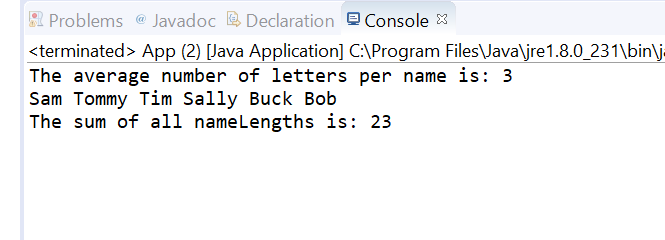 Problems @ Javadoc Declaration Console
<terminated> App (2) [Java Application] C:\Program Files\Java\jre1.8.0_231\bin\ja
The average number of letters per name is: 3
Sam Tommy Tim Sally Buck Bob
The sum of all nameLengths is: 23